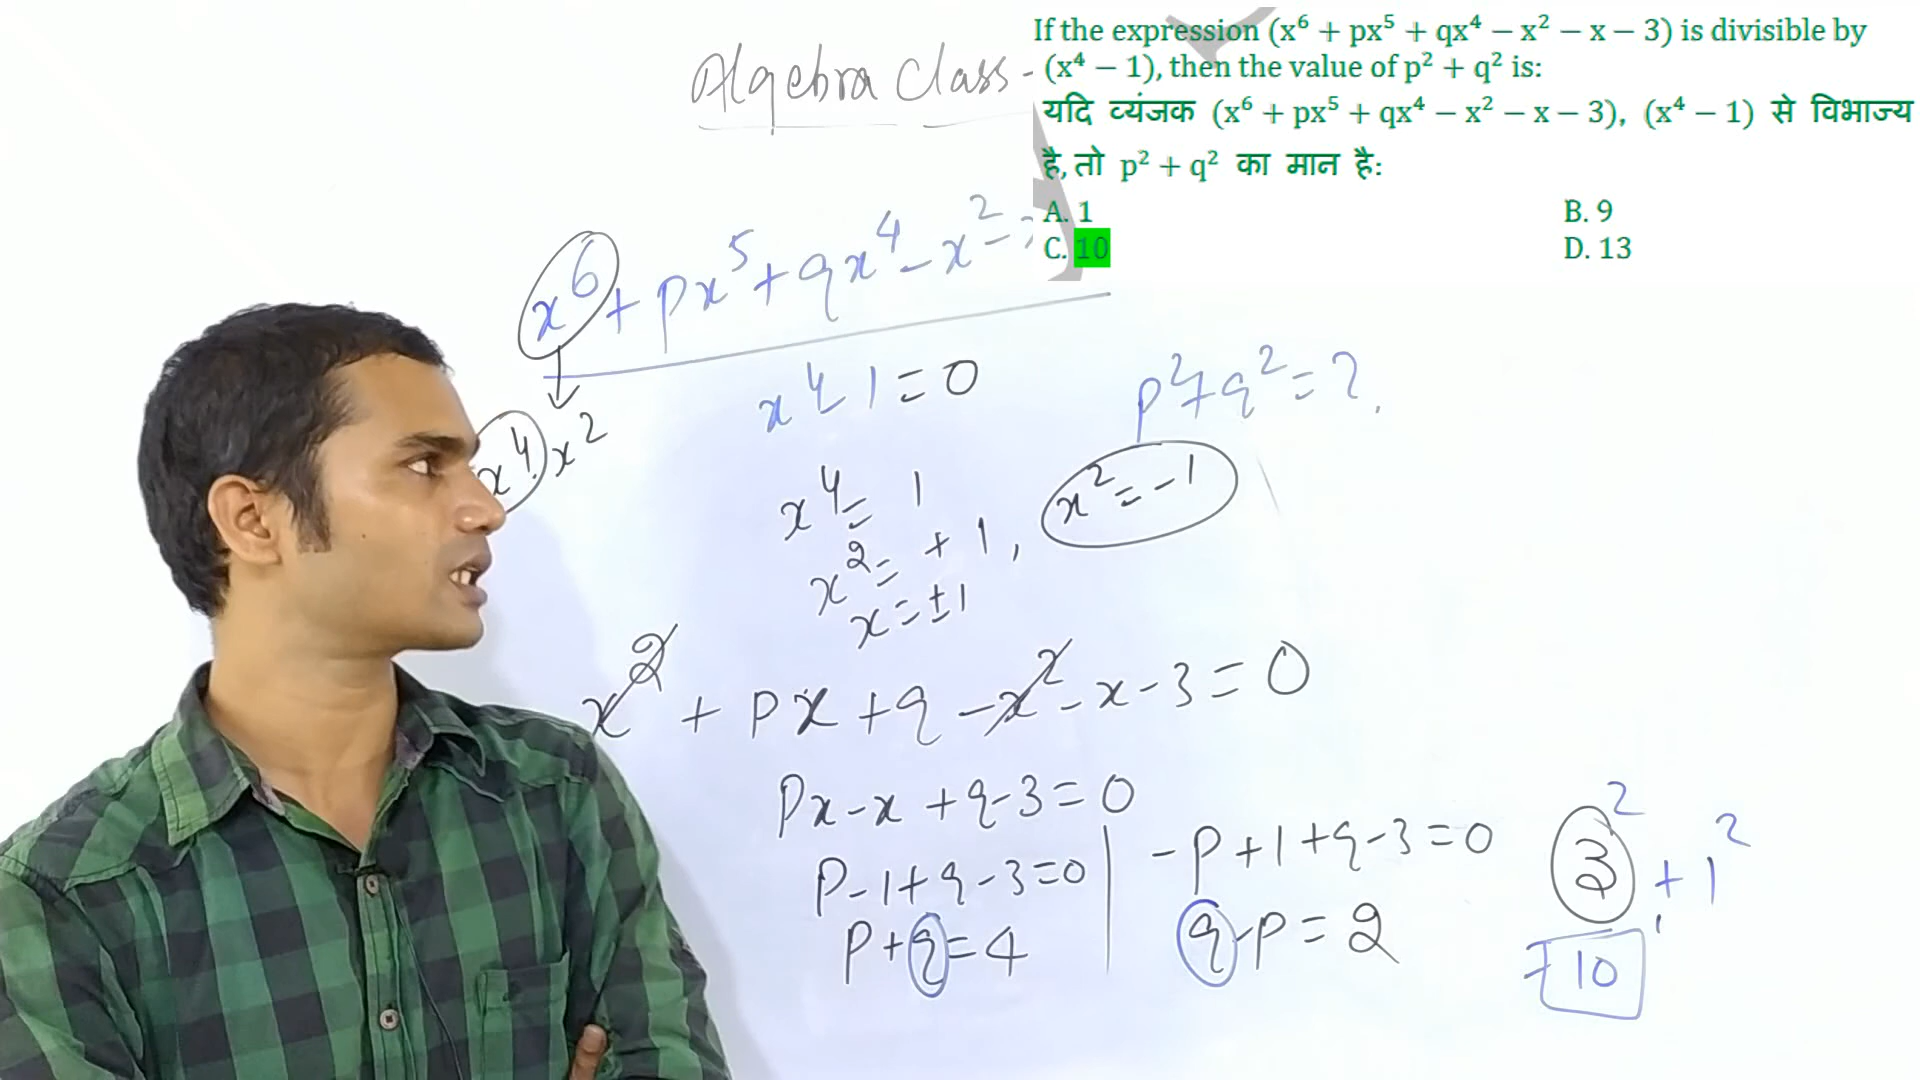 If the expression (x⁶ + px⁵ + qx⁴ − x² − x − 3) is divisible by
(x⁴ − 1), then the value of p² + q² is:
यदि व्यंजक (x⁶ + px⁵ + qx⁴ − x² − x − 3), (x⁴ − 1) से विभाज्य
है, तो p² + q² का मान है:
A. 1 B. 9
C. 10 D. 13
Algebra Class -
x⁶ + px⁵ + qx⁴ - x² -
x⁴ - 1 = 0
p² + q² = ?
x⁴ . x²
x⁴ = 1
x² = + 1, x² = -1
x = ±1
x² + px + q - x² - x - 3 = 0
px - x + q - 3 = 0
p - 1 + q - 3 = 0
p + q = 4
- p + 1 + q - 3 = 0
q - p = 2
3² + 1²
= 10